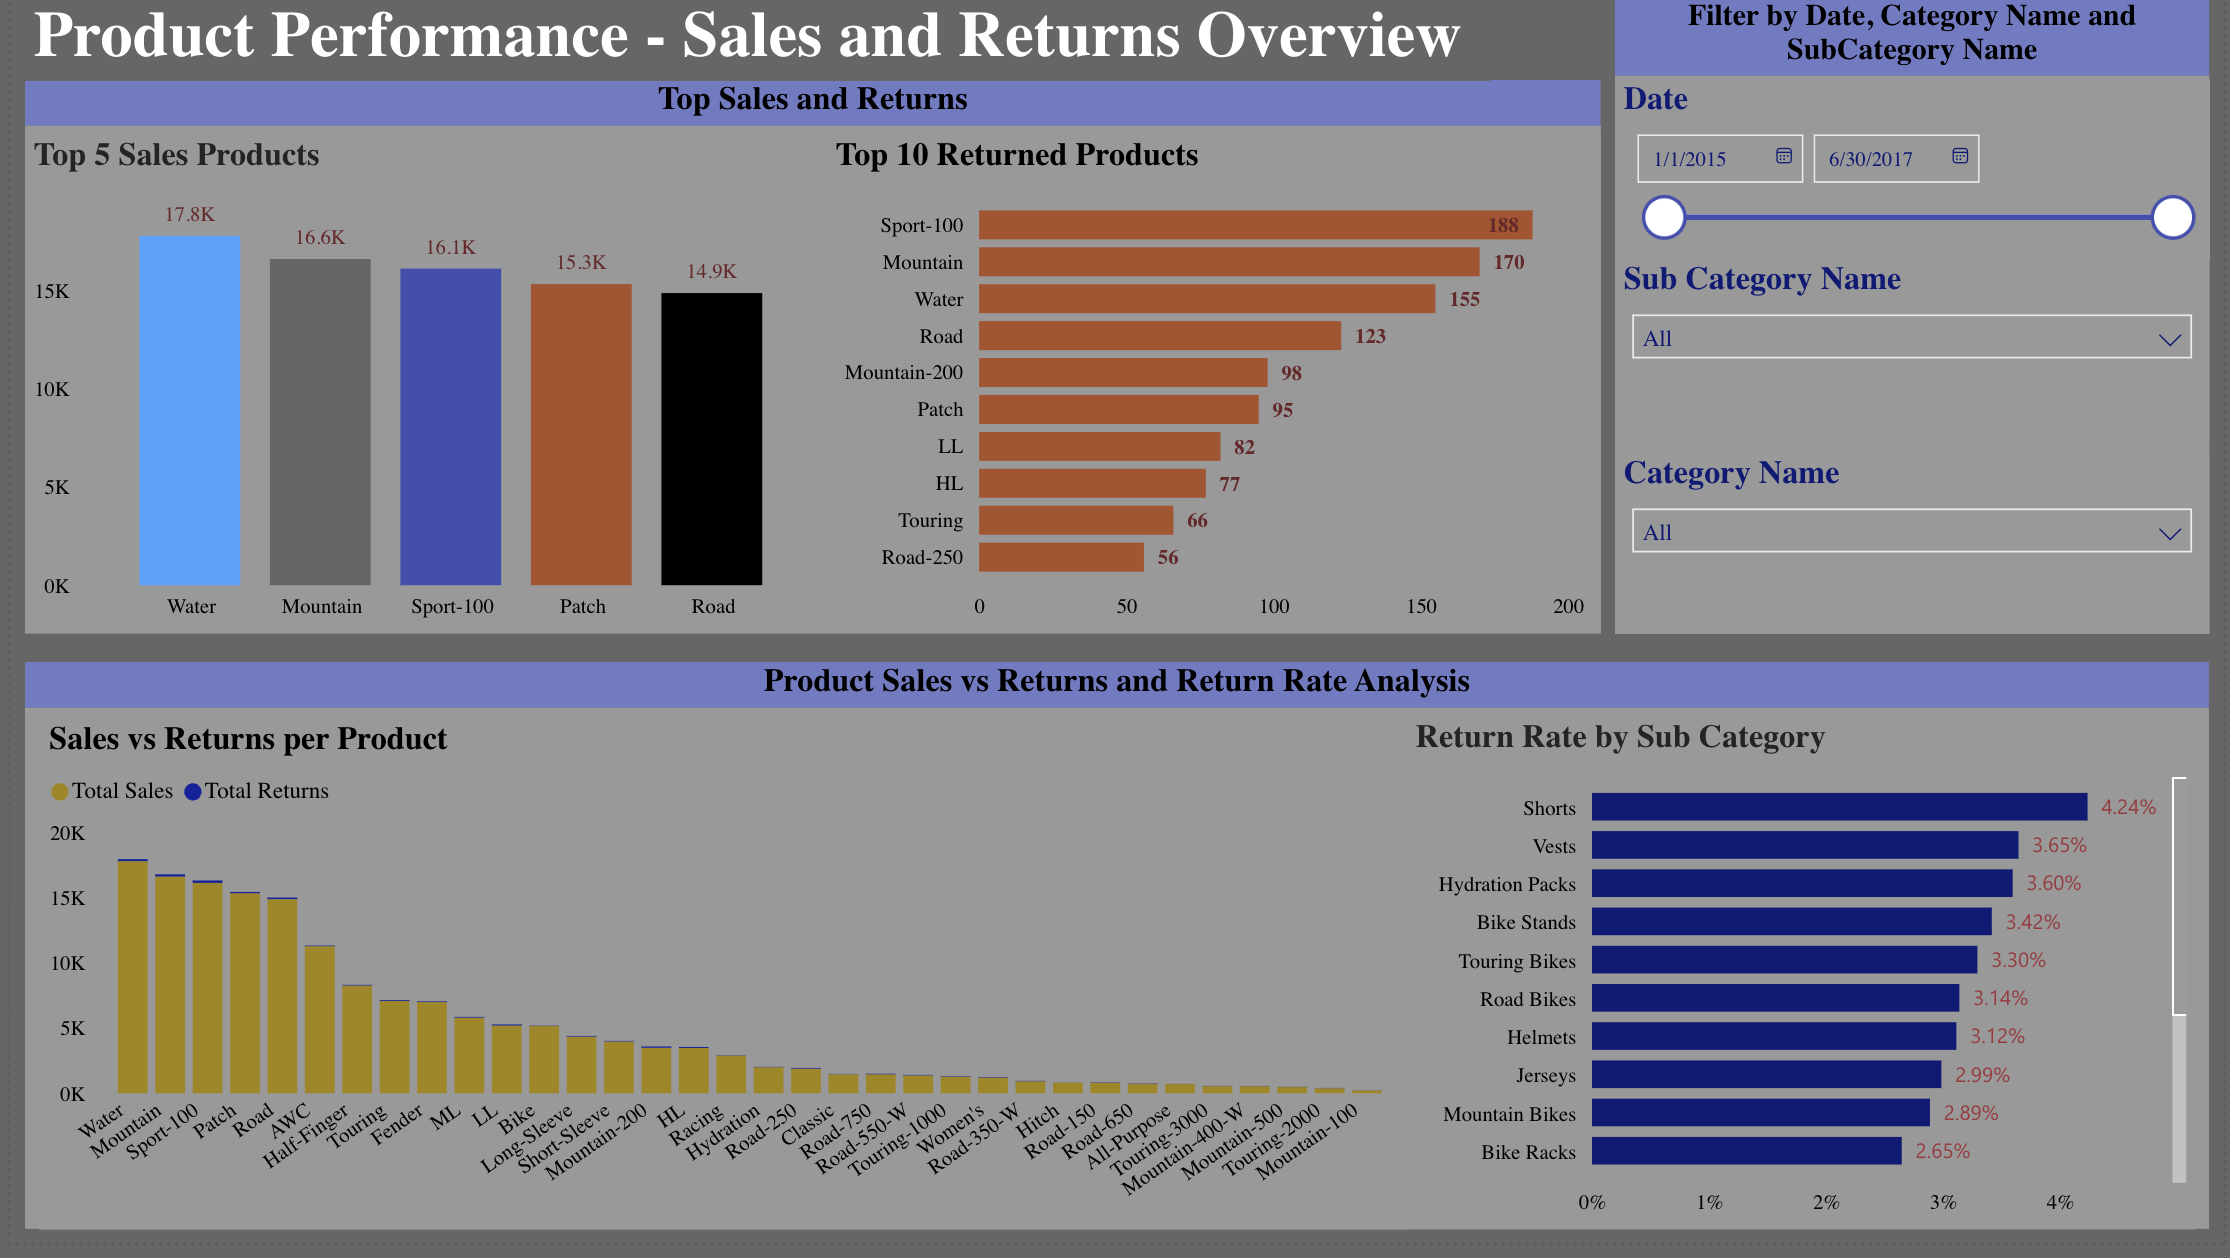 Product Performance - Sales and Returns Overview
Filter by Date, Category Name and
SubCategory Name
Top Sales and Returns
Top 5 Sales Products
17.8K
16.6K
16.1K
15.3K
14.9K
15K
10K
5K
0K
Water Mountain Sport-100 Patch Road
Top 10 Returned Products
Sport-100 188
Mountain 170
Water 155
Road 123
Mountain-200 98
Patch 95
LL 82
HL 77
Touring 66
Road-250 56
0 50 100 150 200
Date
1/1/2015 6/30/2017
Sub Category Name
All
Category Name
All
Product Sales vs Returns and Return Rate Analysis
Sales vs Returns per Product
Total Sales Total Returns
20K
15K
10K
5K
0K
Water
Mountain
Sport-100
Patch
Road
AWC
Half-Finger
Touring
Fender
ML
LL
Bike
Long-Sleeve
Short-Sleeve
Mountain-200
HL
Racing
Hydration
Road-250
Classic
Road-750
Road-550-W
Touring-1000
Women's
Road-350-W
Hitch
Road-150
Road-650
All-Purpose
Touring-3000
Mountain-400-W
Mountain-500
Touring-2000
Mountain-100
Return Rate by Sub Category
Shorts 4.24%
Vests 3.65%
Hydration Packs 3.60%
Bike Stands 3.42%
Touring Bikes 3.30%
Road Bikes 3.14%
Helmets 3.12%
Jerseys 2.99%
Mountain Bikes 2.89%
Bike Racks 2.65%
0% 1% 2% 3% 4%